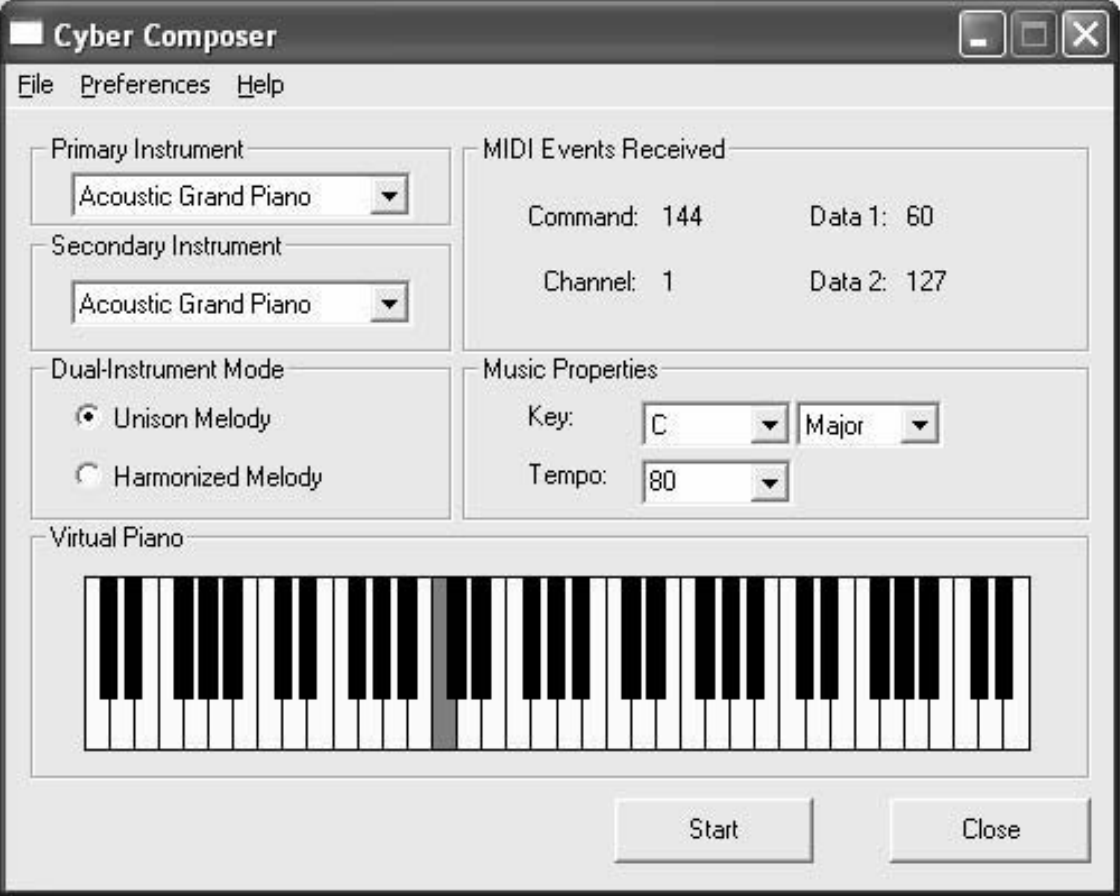 Cyber Composer
File Preferences Help
Primary Instrument
Acoustic Grand Piano
Secondary Instrument
Acoustic Grand Piano
MIDI Events Received
Command: 144 Data 1: 60
Channel: 1 Data 2: 127
Dual-Instrument Mode
Unison Melody
Harmonized Melody
Music Properties
Key: C Major
Tempo: 80
Virtual Piano
Start Close